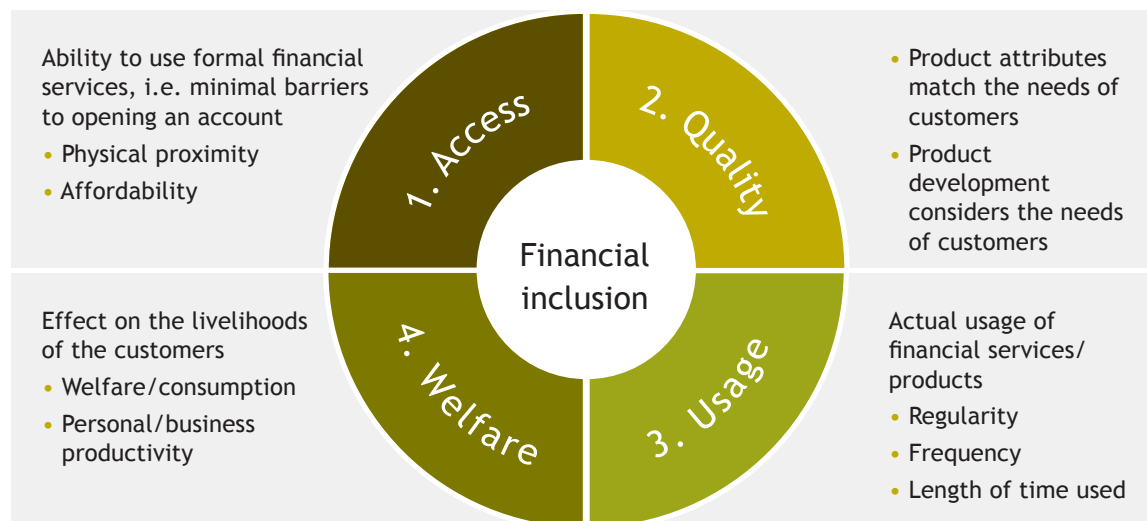 Ability to use formal financial
services, i.e. minimal barriers
to opening an account
• Physical proximity
• Affordability
1. Access
2. Quality
• Product attributes
match the needs of
customers
• Product
development
considers the needs
of customers
Financial
inclusion
Effect on the livelihoods
of the customers
• Welfare/consumption
• Personal/business
productivity
4. Welfare
3. Usage
Actual usage of
financial services/
products
• Regularity
• Frequency
• Length of time used